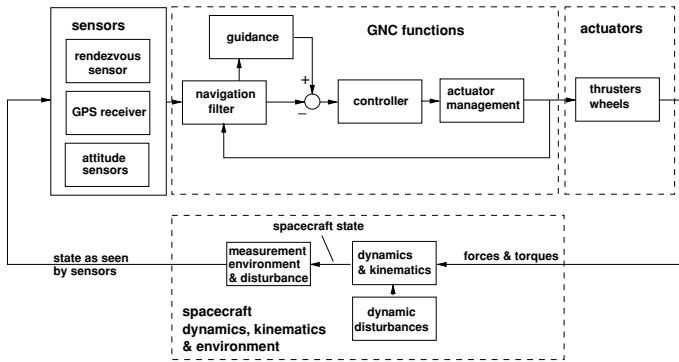 sensors
rendezvous
sensor
GPS receiver
attitude
sensors
GNC functions
guidance
navigation
filter
+
−
controller
actuator
management
actuators
thrusters
wheels
spacecraft state
state as seen
by sensors
measurement
environment
& disturbance
dynamics
& kinematics
forces & torques
dynamic
disturbances
spacecraft
dynamics, kinematics
& environment